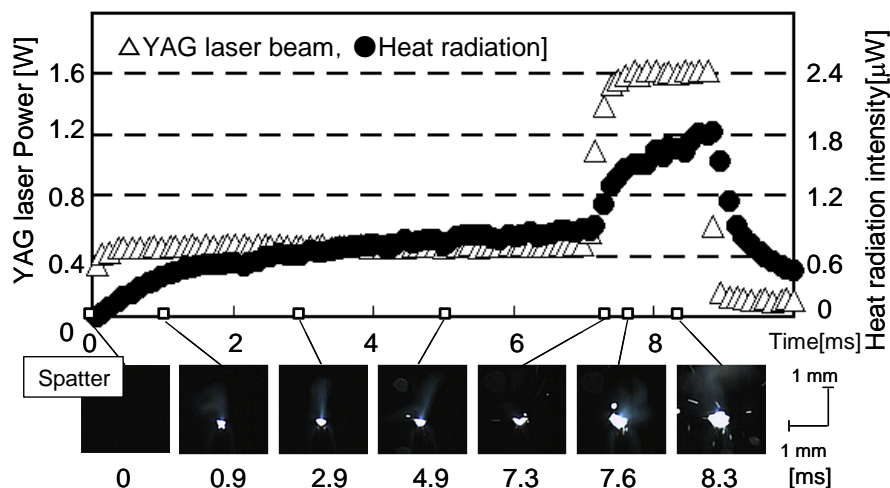 △YAG laser beam, ●Heat radiation]
YAG laser Power [W]
1.6
1.2
0.8
0.4
0
Heat radiation intensity[μW]
2.4
1.8
1.2
0.6
0
0 2 4 6 8 Time[ms]
Spatter
1 mm
1 mm
0 0.9 2.9 4.9 7.3 7.6 8.3 [ms]